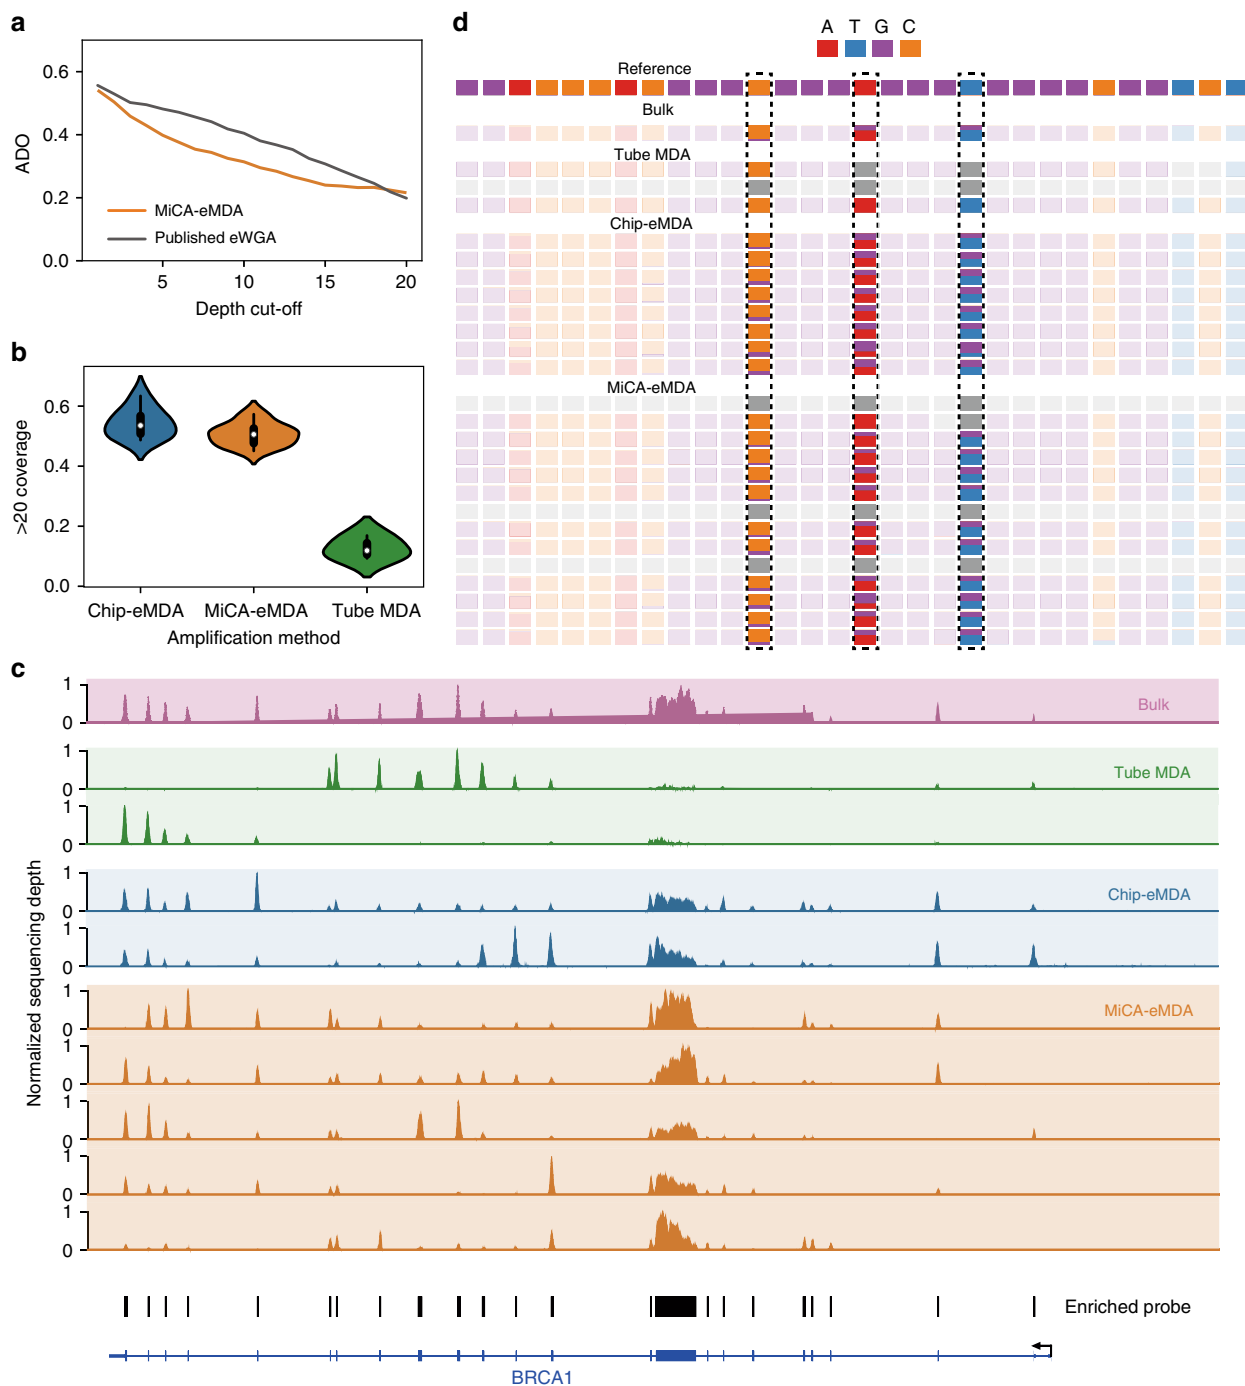 a
0.6
0.4
0.2
0.0
ADO
MiCA-eMDA
Published eWGA
5
10
15
20
Depth cut-off
b
0.6
0.4
0.2
0.0
>20 coverage
Chip-eMDA
MiCA-eMDA
Tube MDA
Amplification method
d
A T G C
Reference
Bulk
Tube MDA
Chip-eMDA
MiCA-eMDA
c
Normalized sequencing depth
1
0
Bulk
1
0
Tube MDA
1
0
1
0
Chip-eMDA
1
0
1
0
MiCA-eMDA
1
0
1
0
1
0
1
0
Enriched probe
BRCA1